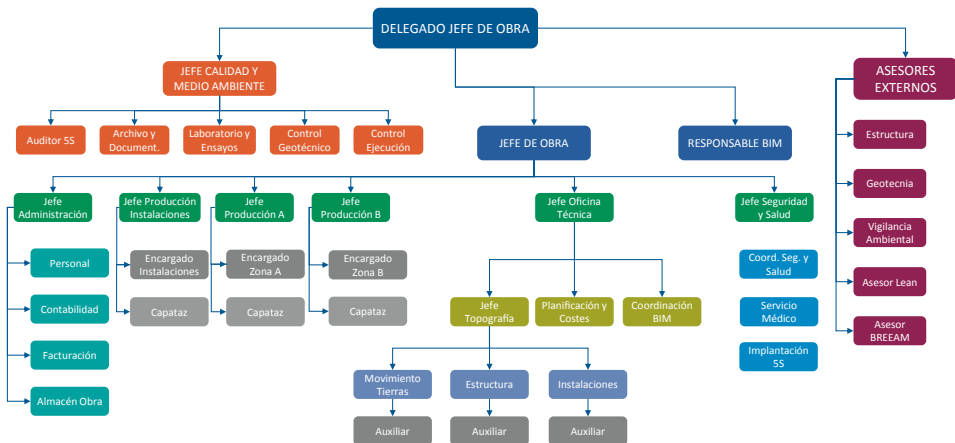 DELEGADO JEFE DE OBRA
JEFE CALIDAD Y
MEDIO AMBIENTE
ASESORES
EXTERNOS
Auditor 5S
Archivo y
Document.
Laboratorio y
Ensayos
Control
Geotécnico
Control
Ejecución
JEFE DE OBRA
RESPONSABLE BIM
Estructura
Geotecnia
Vigilancia
Ambiental
Asesor Lean
Asesor
BREEAM
Jefe
Administración
Jefe Producción
Instalaciones
Jefe
Producción A
Jefe
Producción B
Jefe Oficina
Técnica
Jefe Seguridad
y Salud
Personal
Contabilidad
Facturación
Almacén Obra
Encargado
Instalaciones
Capataz
Encargado
Zona A
Capataz
Encargado
Zona B
Capataz
Jefe
Topografía
Planificación y
Costes
Coordinación
BIM
Coord. Seg. y
Salud
Servicio
Médico
Implantación
5S
Movimiento
Tierras
Estructura
Instalaciones
Auxiliar
Auxiliar
Auxiliar